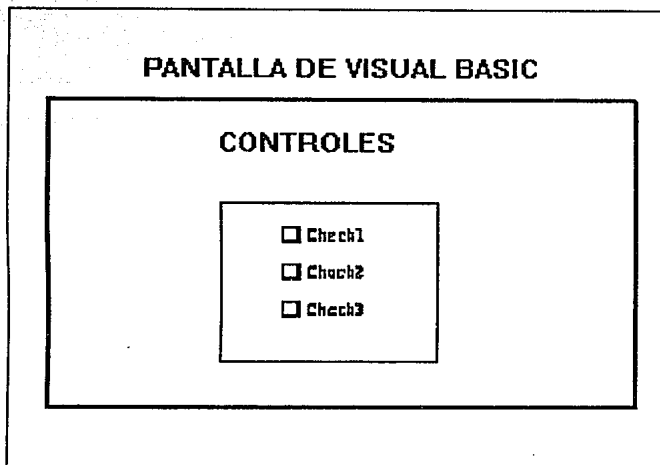 PANTALLA DE VISUAL BASIC
CONTROLES
Check1
Check2
Check3